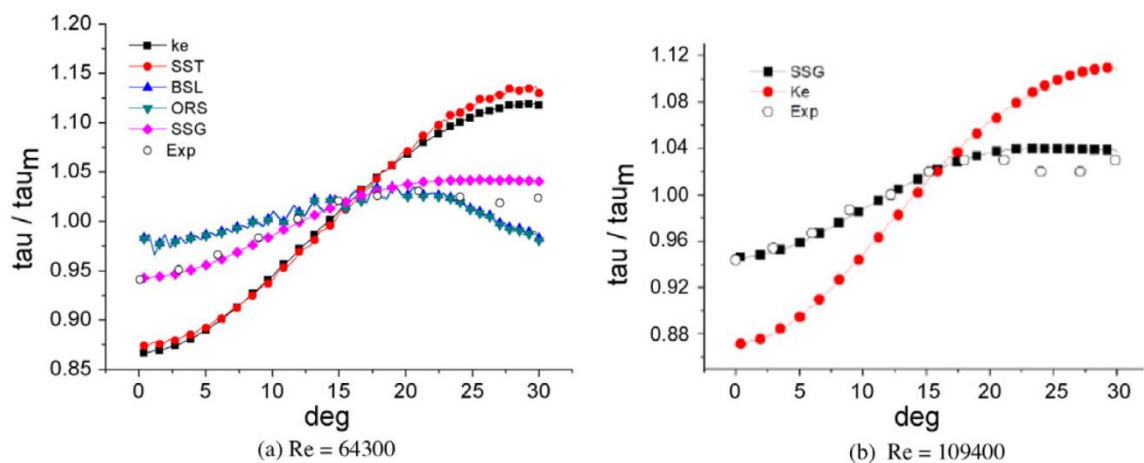 1.20
1.15
1.10
1.05
1.00
0.95
0.90
0.85
tau / tau_m
ke
SST
BSL
ORS
SSG
Exp
0 5 10 15 20 25 30
deg
(a) Re = 64300
1.12
1.08
1.04
1.00
0.96
0.92
0.88
tau / tau_m
SSG
Ke
Exp
0 5 10 15 20 25 30
deg
(b) Re = 109400